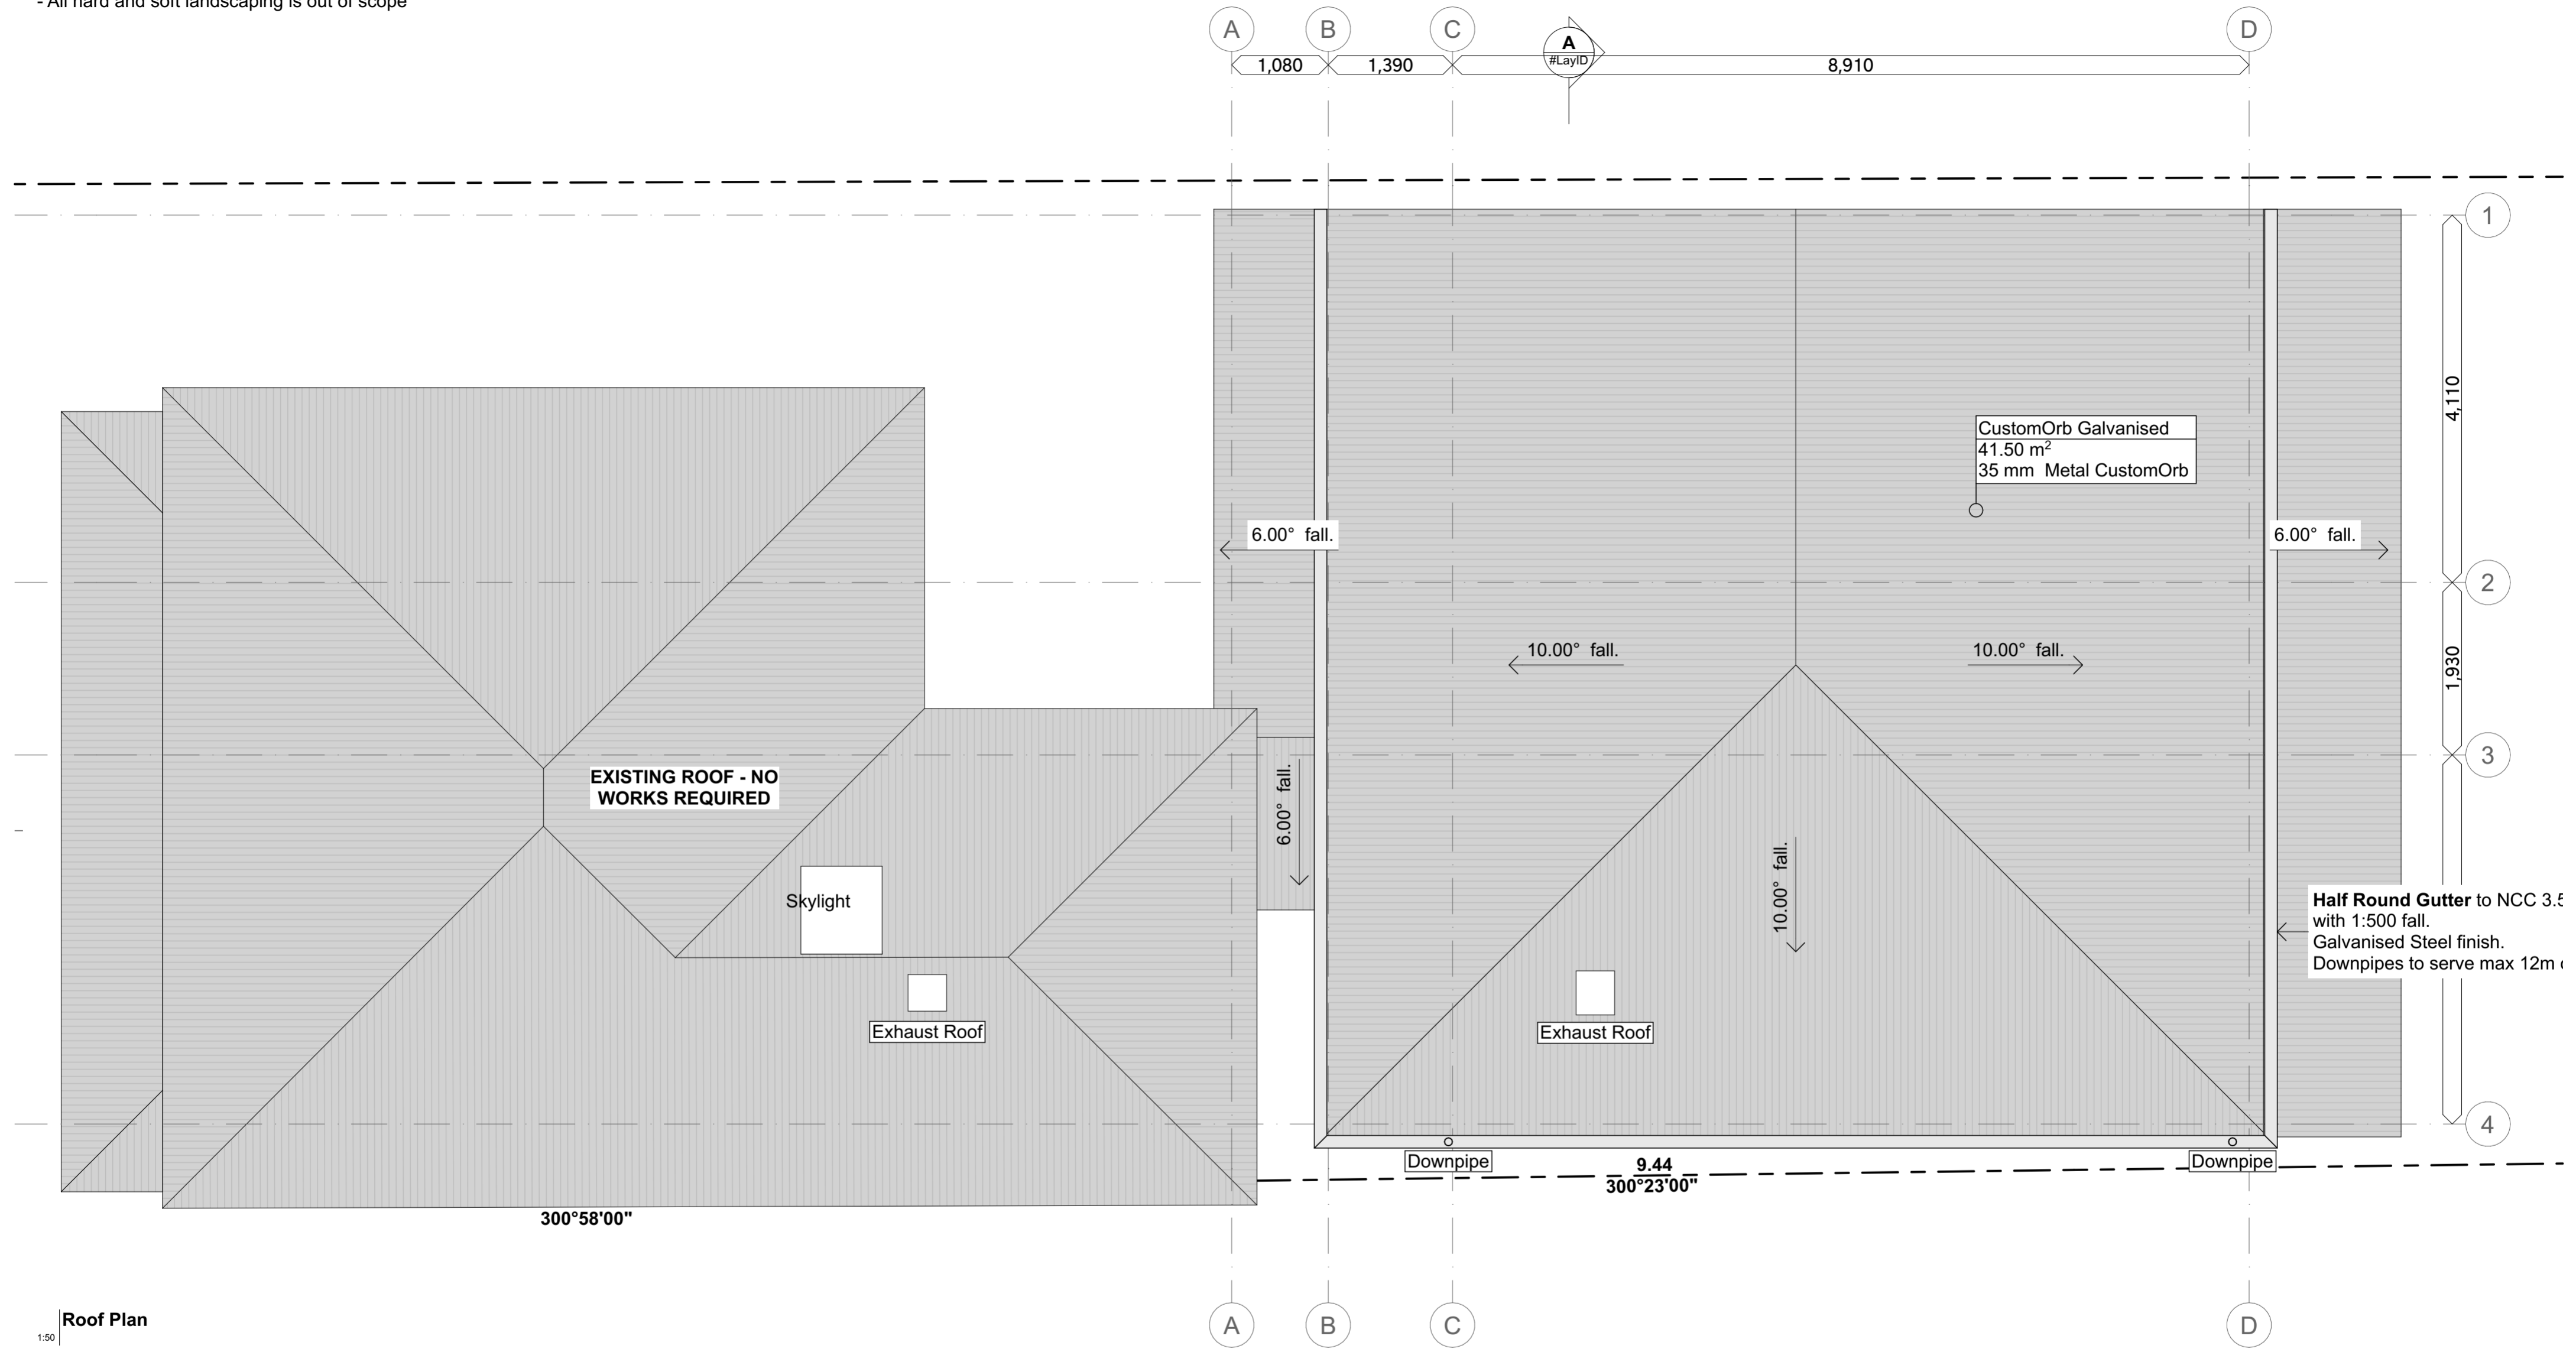 - All hard and soft landscaping is out of scope
A
B
C
D
A
#LayID
1,080
1,390
8,910
1
CustomOrb Galvanised
41.50 m²
35 mm Metal CustomOrb
4,110
6.00° fall.
6.00° fall.
2
10.00° fall.
10.00° fall.
1,930
3
EXISTING ROOF - NO
WORKS REQUIRED
6.00° fall.
10.00° fall.
Skylight
Half Round Gutter to NCC 3.5
with 1:500 fall.
Galvanised Steel finish.
Downpipes to serve max 12m
Exhaust Roof
Exhaust Roof
4
Downpipe
Downpipe
9.44
300°23'00"
300°58'00"
Roof Plan
1:50
A
B
C
D